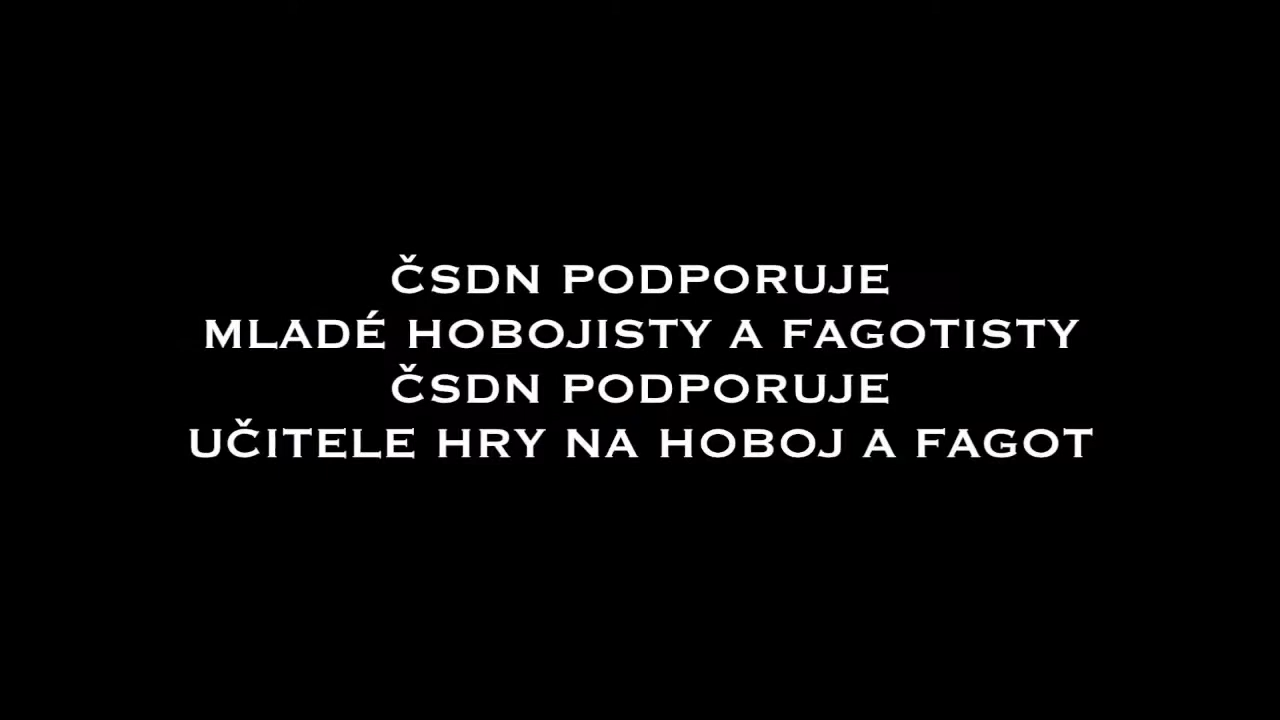 ČSDN PODPORUJE
MLADÉ HOBOJISTY A FAGOTISTY
ČSDN PODPORUJE
UČITELE HRY NA HOBOJ A FAGOT